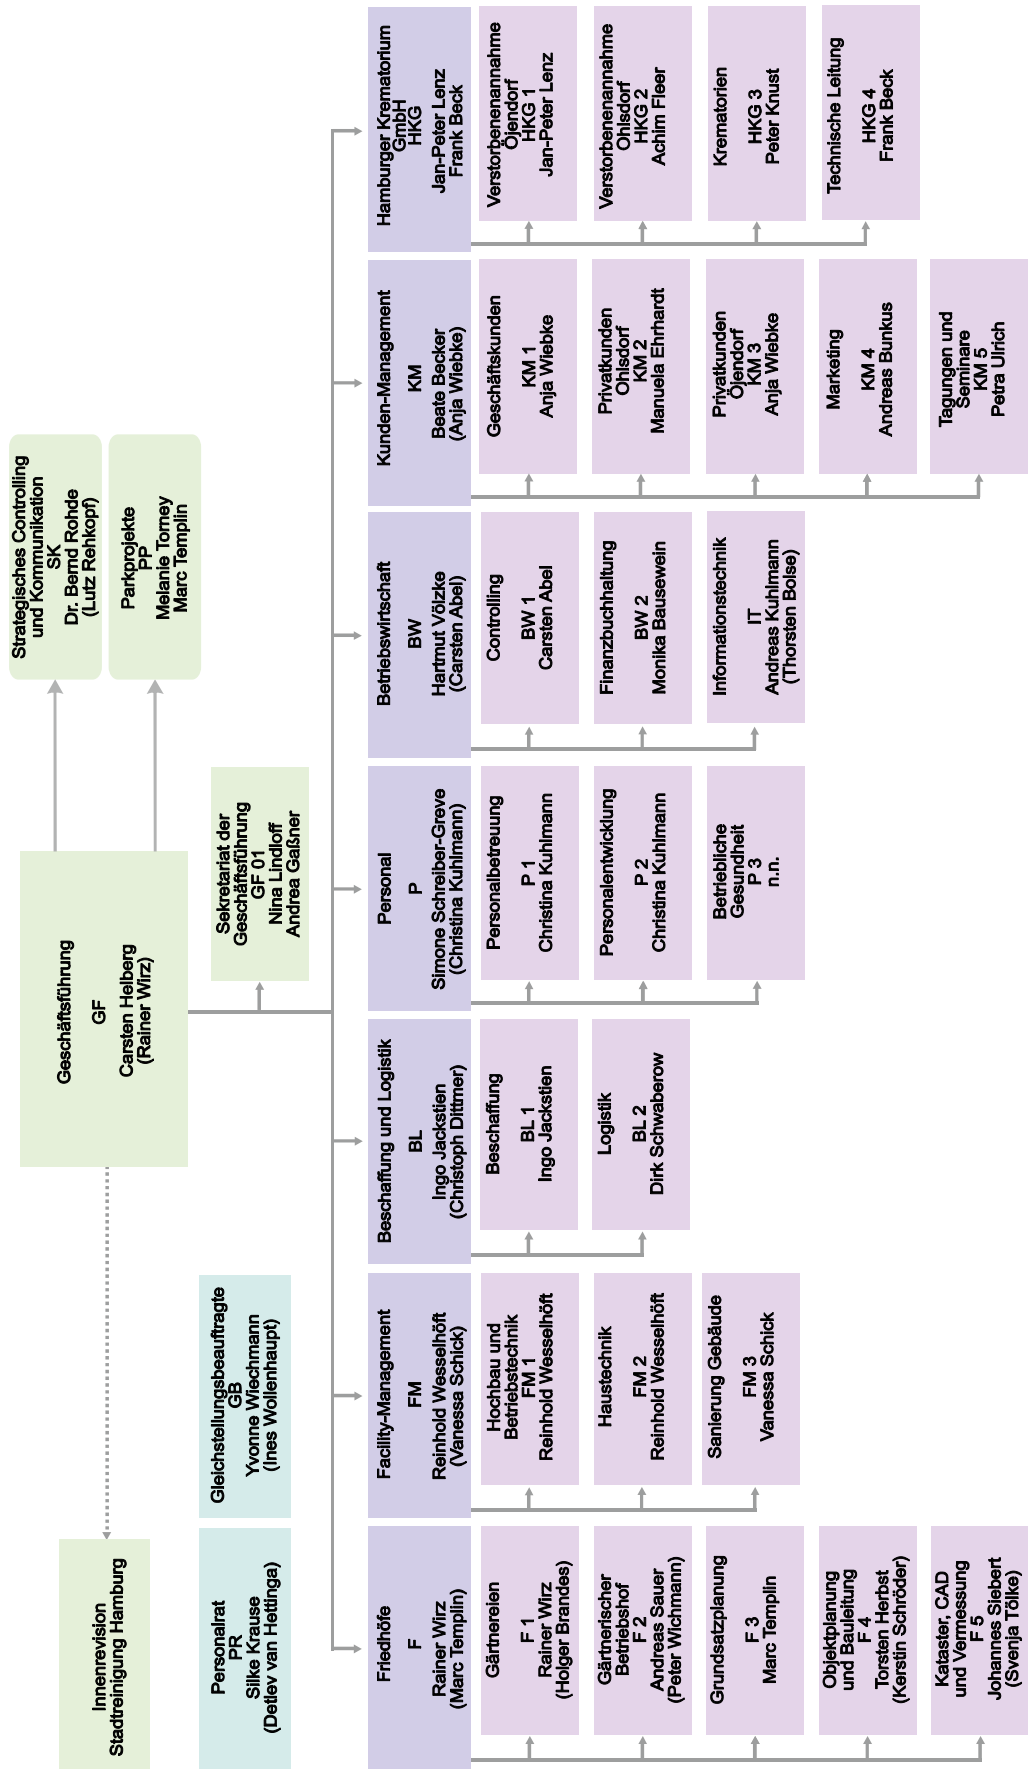 Innenrevision
Stadtreinigung Hamburg
Geschäftsführung
GF
Carsten Helberg
(Rainer Wirz)
Strategisches Controlling
und Kommunikation
SK
Dr. Bernd Rohde
(Lutz Rehkopf)
Parkprojekte
PP
Melanie Torney
Marc Templin
Personalrat
PR
Silke Krause
(Detlev van Hettinga)
Gleichstellungsbeauftragte
GB
Yvonne Wiechmann
(Ines Wollenhaupt)
Sekretariat der
Geschäftsführung
GF 01
Nina Lindloff
Andrea Gaßner
Friedhöfe
F
Rainer Wirz
(Marc Templin)
Gärtnereien
F 1
Rainer Wirz
(Holger Brandes)
Gärtnerischer
Betriebshof
F 2
Andreas Sauer
(Peter Wichmann)
Grundsatzplanung
F 3
Marc Templin
Objektplanung
und Bauleitung
F 4
Torsten Herbst
(Kerstin Schröder)
Kataster, CAD
und Vermessung
F 5
Johannes Siebert
(Svenja Tölke)
Facility-Management
FM
Reinhold Wesselhöft
(Vanessa Schick)
Hochbau und
Betriebstechnik
FM 1
Reinhold Wesselhöft
Haustechnik
FM 2
Reinhold Wesselhöft
Sanierung Gebäude
FM 3
Vanessa Schick
Beschaffung und Logistik
BL
Ingo Jackstien
(Christoph Dittmer)
Beschaffung
BL 1
Ingo Jackstien
Logistik
BL 2
Dirk Schwaberow
Personal
P
Simone Schreiber-Greve
(Christina Kuhlmann)
Personalbetreuung
P 1
Christina Kuhlmann
Personalentwicklung
P 2
Christina Kuhlmann
Betriebliche
Gesundheit
P 3
n.n.
Betriebswirtschaft
BW
Hartmut Völzke
(Carsten Abel)
Controlling
BW 1
Carsten Abel
Finanzbuchhaltung
BW 2
Monika Bausewein
Informationstechnik
IT
Andreas Kuhlmann
(Thorsten Bolse)
Kunden-Management
KM
Beate Becker
(Anja Wiebke)
Geschäftskunden
KM 1
Anja Wiebke
Privatkunden
Ohlsdorf
KM 2
Manuela Ehrhardt
Privatkunden
Öjendorf
KM 3
Anja Wiebke
Marketing
KM 4
Andreas Bunkus
Tagungen und
Seminare
KM 5
Petra Ulrich
Hamburger Krematorium
GmbH
HKG
Jan-Peter Lenz
Frank Beck
Verstorbenenannahme
Öjendorf
HKG 1
Jan-Peter Lenz
Verstorbenenannahme
Ohlsdorf
HKG 2
Achim Fleer
Krematorien
HKG 3
Peter Knust
Technische Leitung
HKG 4
Frank Beck